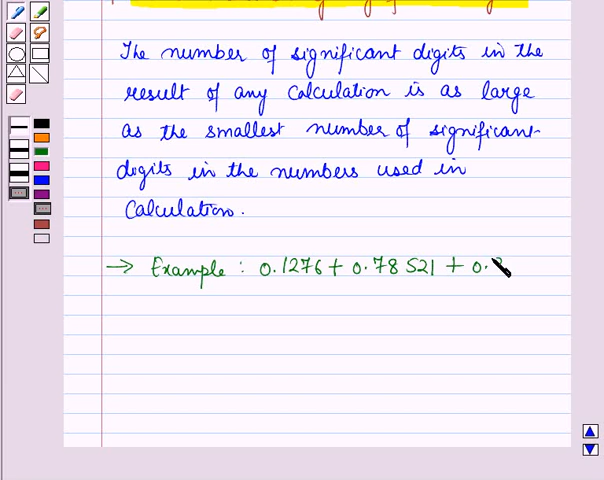 The number of significant digits in the
result of any calculation is as large
as the smallest number of significant
digits in the numbers used in
Calculation.
→ Example : 0.1276 + 0.78521 + 0.